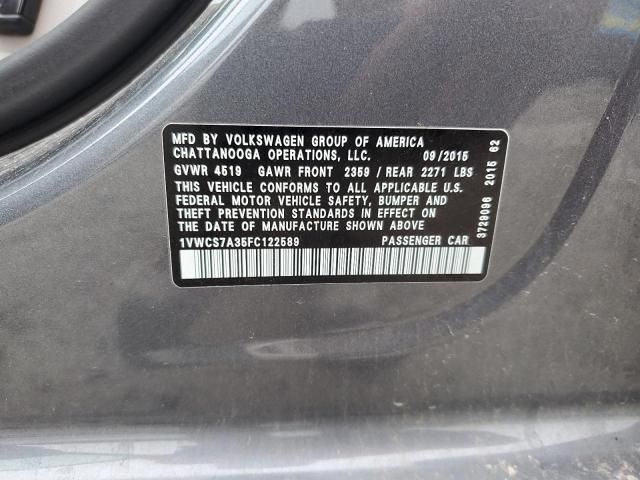 MFD BY VOLKSWAGEN GROUP OF AMERICA
CHATTANOOGA OPERATIONS, LLC. 09/2015
GVWR 4519 GAWR FRONT 2359 / REAR 2271 LBS
THIS VEHICLE CONFORMS TO ALL APPLICABLE U.S.
FEDERAL MOTOR VEHICLE SAFETY, BUMPER AND
THEFT PREVENTION STANDARDS IN EFFECT ON
THE DATE OF MANUFACTURE SHOWN ABOVE
1VWCS7A35FC122589 PASSENGER CAR
3729096 2015 62